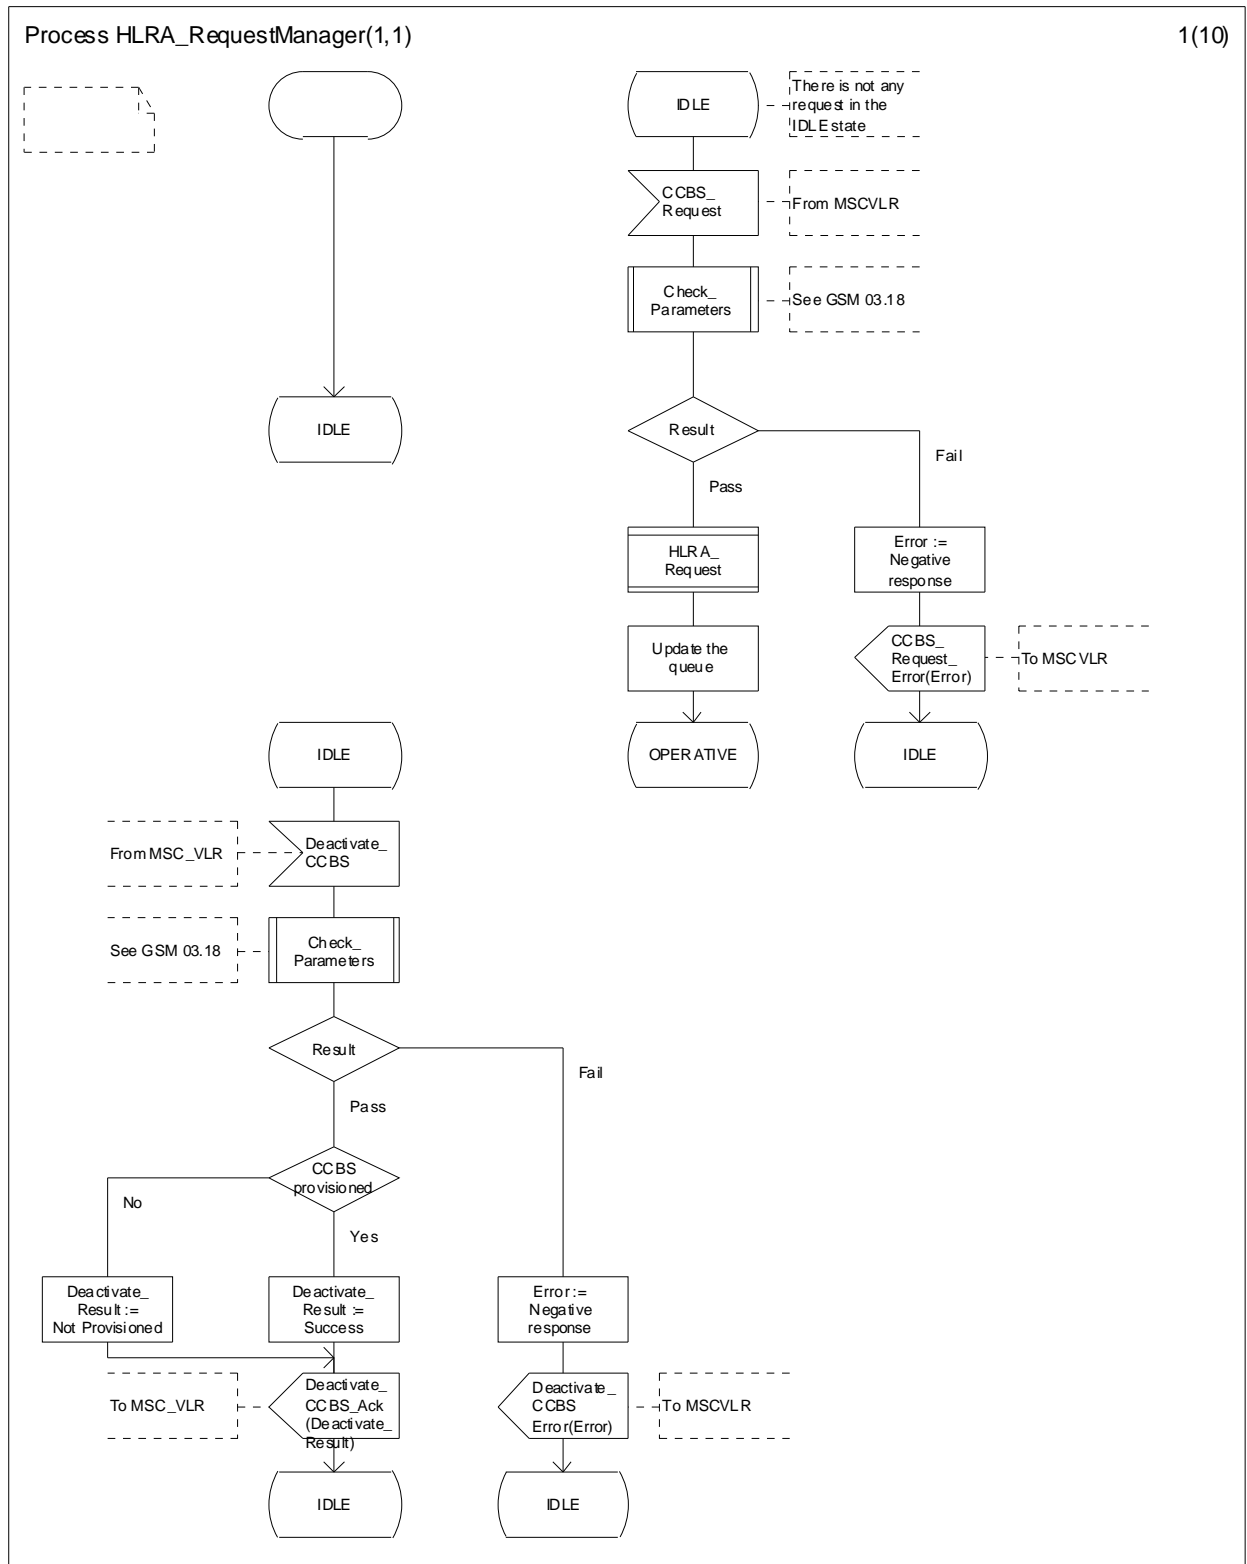 Process HLRA_RequestManager(1,1)
1(10)
IDLE
IDLE
There is not any
request in the
IDLE state
CCBS_
Request
From MSCVLR
Check_
Parameters
See GSM 03.18
Result
Fail
Pass
HLRA_
Request
Error :=
Negative
response
Update the
queue
CCBS_
Request_
Error(Error)
To MSCVLR
OPERATIVE
IDLE
IDLE
From MSC_VLR
Deactivate_
CCBS
See GSM 03.18
Check_
Parameters
Result
Fail
Pass
CCBS
provisioned
No
Yes
Deactivate_
Result :=
Not Provisioned
Deactivate_
Result :=
Success
Error :=
Negative
response
To MSC_VLR
Deactivate_
CCBS_Ack
(Deactivate_
Result)
Deactivate_
CCBS
Error(Error)
To MSCVLR
IDLE
IDLE